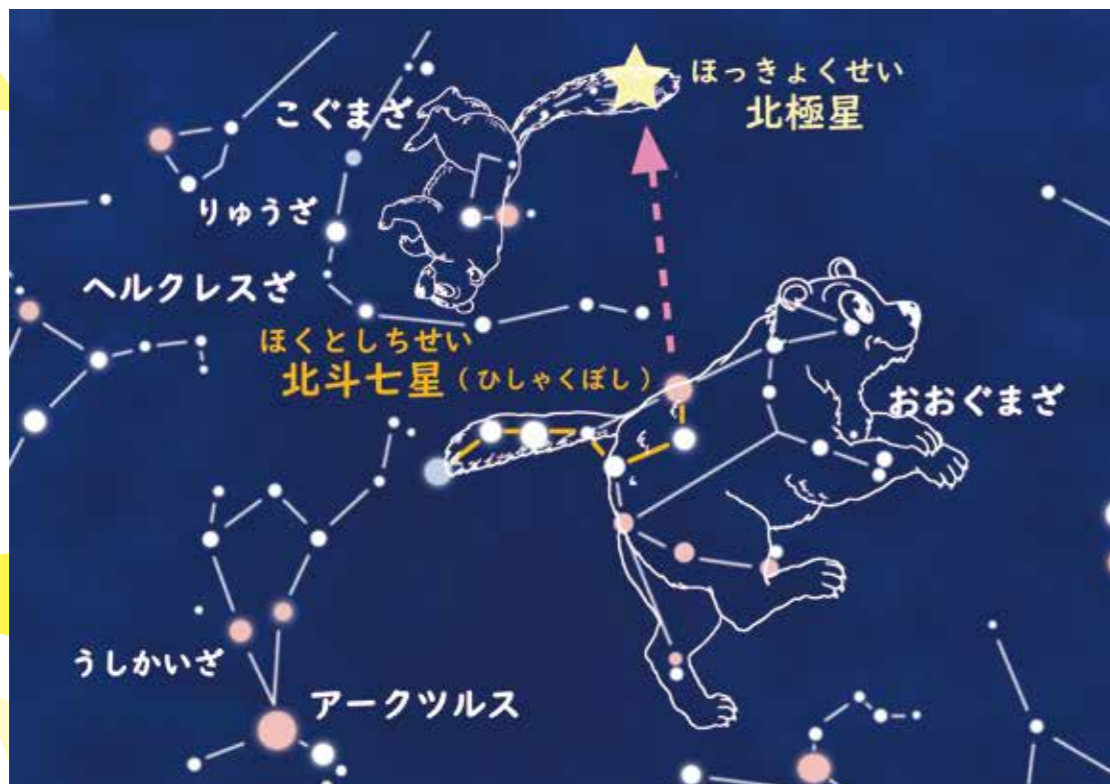 ほっきょくせい
北極星
こぐまざ
りゅうざ
ヘルクレスざ
ほくとしちせい
北斗七星（ひしゃくぼし）
おおぐまざ
うしかいざ
アークツルス